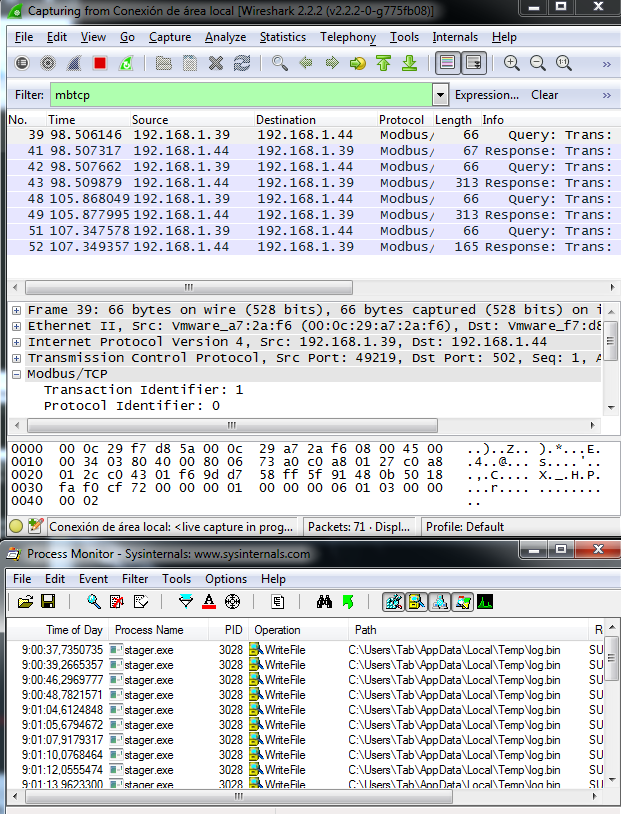 Capturing from Conexión de área local [Wireshark 2.2.2 (v2.2.2-0-g775fb08)]
File Edit View Go Capture Analyze Statistics Telephony Tools Internals Help
Filter: mbtcp Expression... Clear »
No. Time Source Destination Protocol Length Info
39 98.506146 192.168.1.39 192.168.1.44 Modbus/ 66 Query: Trans:
41 98.507317 192.168.1.44 192.168.1.39 Modbus/ 67 Response: Trans:
42 98.507662 192.168.1.39 192.168.1.44 Modbus/ 66 Query: Trans:
43 98.509879 192.168.1.44 192.168.1.39 Modbus/ 313 Response: Trans:
48 105.868049 192.168.1.39 192.168.1.44 Modbus/ 66 Query: Trans:
49 105.877995 192.168.1.44 192.168.1.39 Modbus/ 313 Response: Trans:
51 107.347578 192.168.1.39 192.168.1.44 Modbus/ 66 Query: Trans:
52 107.349357 192.168.1.44 192.168.1.39 Modbus/ 165 Response: Trans:
Frame 39: 66 bytes on wire (528 bits), 66 bytes captured (528 bits) on i
Ethernet II, Src: Vmware_a7:2a:f6 (00:0c:29:a7:2a:f6), Dst: Vmware_f7:d8
Internet Protocol Version 4, Src: 192.168.1.39, Dst: 192.168.1.44
Transmission Control Protocol, Src Port: 49219, Dst Port: 502, Seq: 1, A
Modbus/TCP
Transaction Identifier: 1
Protocol Identifier: 0
0000 00 0c 29 f7 d8 5a 00 0c 29 a7 2a f6 08 00 45 00 ..)..Z.. ).*...E.
0010 00 34 03 80 40 00 80 06 73 a0 c0 a8 01 27 c0 a8 .4..@... s....'..
0020 01 2c c0 43 01 f6 9d d7 58 ff 5f 91 48 0b 50 18 .,.C.... X._.H.P.
0030 fa f0 cf 72 00 00 00 01 00 00 00 06 01 03 00 00 ...r.... ........
0040 00 02 ..
Conexión de área local: <live capture in prog... Packets: 71 · Displ... Profile: Default
Process Monitor - Sysinternals: www.sysinternals.com
File Edit Event Filter Tools Options Help
Time of Day Process Name PID Operation Path R
9:00:37,7350735 stager.exe 3028 WriteFile C:\Users\Tab\AppData\Local\Temp\log.bin SU
9:00:39,2665357 stager.exe 3028 WriteFile C:\Users\Tab\AppData\Local\Temp\log.bin SU
9:00:46,2969777 stager.exe 3028 WriteFile C:\Users\Tab\AppData\Local\Temp\log.bin SU
9:00:48,7821571 stager.exe 3028 WriteFile C:\Users\Tab\AppData\Local\Temp\log.bin SU
9:01:04,6124848 stager.exe 3028 WriteFile C:\Users\Tab\AppData\Local\Temp\log.bin SU
9:01:05,6794672 stager.exe 3028 WriteFile C:\Users\Tab\AppData\Local\Temp\log.bin SU
9:01:07,9179317 stager.exe 3028 WriteFile C:\Users\Tab\AppData\Local\Temp\log.bin SU
9:01:10,0768464 stager.exe 3028 WriteFile C:\Users\Tab\AppData\Local\Temp\log.bin SU
9:01:12,0555474 stager.exe 3028 WriteFile C:\Users\Tab\AppData\Local\Temp\log.bin SU
9:01:13,9623300 stager.exe 3028 WriteFile C:\Users\Tab\AppData\Local\Temp\log.bin SU